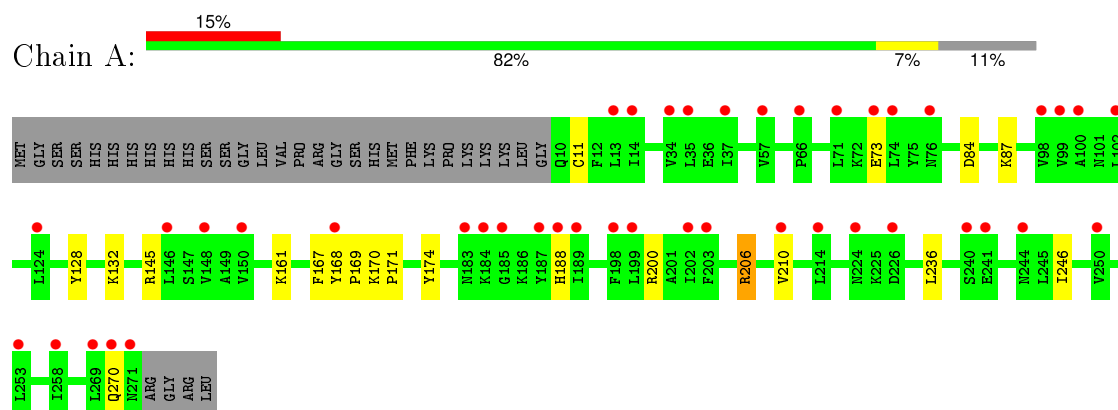 15%
Chain A:
82% 7% 11%
MET GLY SER SER HIS HIS HIS HIS HIS HIS SER SER GLY LEU VAL PRO ARG GLY SER HIS MET PHE LYS PRO LYS LYS LYS LEU GLY Q10 C11 F12 L13 I14 V34 L35 E36 I37 V57 P66 L71 K72 E73 L74 Y75 N76 D84 K87 V98 V99 A100 N101
L124 Y128 K132 R145 L146 S147 V148 A149 V150 K161 F167 Y168 P169 K170 P171 Y174 N183 K184 G185 K186 Y187 H188 I189 F198 L199 R200 A201 I202 F203 R206 V210 L214 N224 K225 D226 L236 S240 E241 N244 L245 I246 V250
L253 I258 L269 Q270 N271 ARG GLY ARG LEU